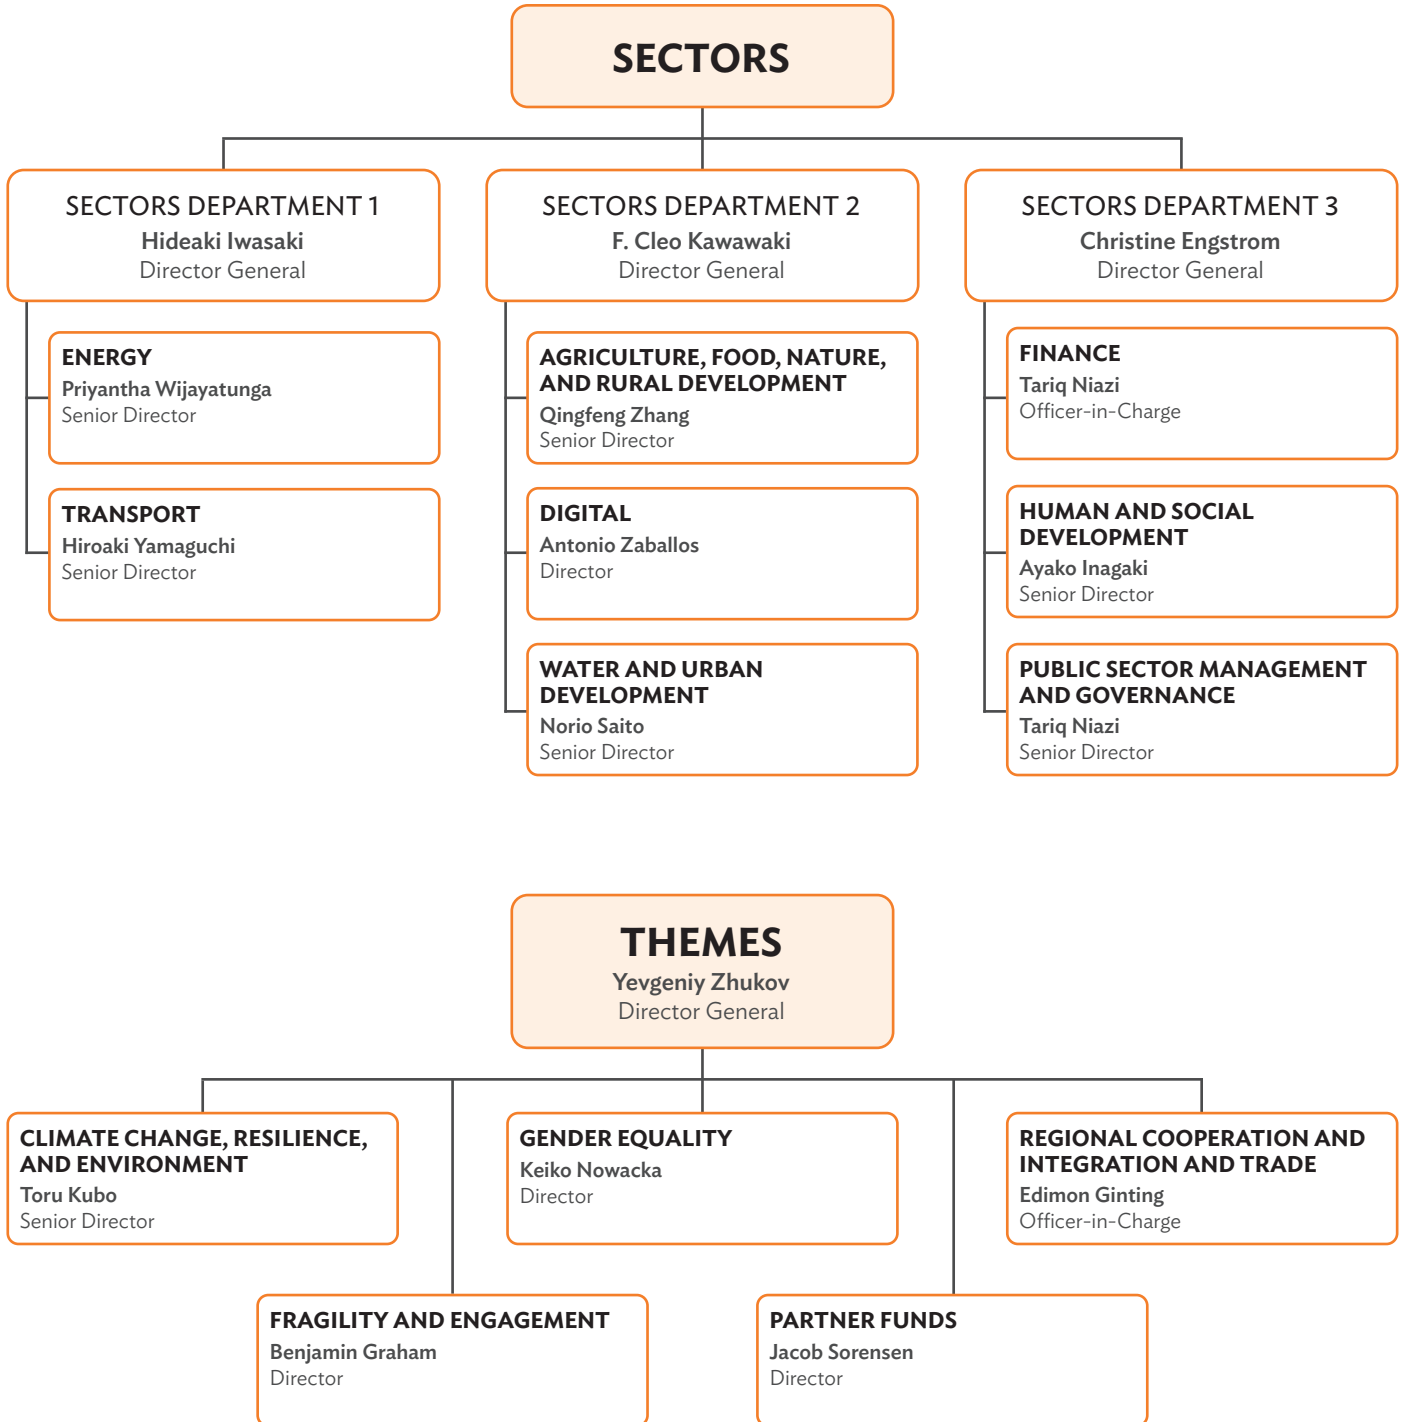 SECTORS
SECTORS DEPARTMENT 1
Hideaki Iwasaki
Director General
ENERGY
Priyantha Wijayatunga
Senior Director
TRANSPORT
Hiroaki Yamaguchi
Senior Director
SECTORS DEPARTMENT 2
F. Cleo Kawawaki
Director General
AGRICULTURE, FOOD, NATURE,
AND RURAL DEVELOPMENT
Qingfeng Zhang
Senior Director
DIGITAL
Antonio Zaballos
Director
WATER AND URBAN
DEVELOPMENT
Norio Saito
Senior Director
SECTORS DEPARTMENT 3
Christine Engstrom
Director General
FINANCE
Tariq Niazi
Officer-in-Charge
HUMAN AND SOCIAL
DEVELOPMENT
Ayako Inagaki
Senior Director
PUBLIC SECTOR MANAGEMENT
AND GOVERNANCE
Tariq Niazi
Senior Director
THEMES
Yevgeniy Zhukov
Director General
CLIMATE CHANGE, RESILIENCE,
AND ENVIRONMENT
Toru Kubo
Senior Director
GENDER EQUALITY
Keiko Nowacka
Director
REGIONAL COOPERATION AND
INTEGRATION AND TRADE
Edimon Ginting
Officer-in-Charge
FRAGILITY AND ENGAGEMENT
Benjamin Graham
Director
PARTNER FUNDS
Jacob Sorensen
Director